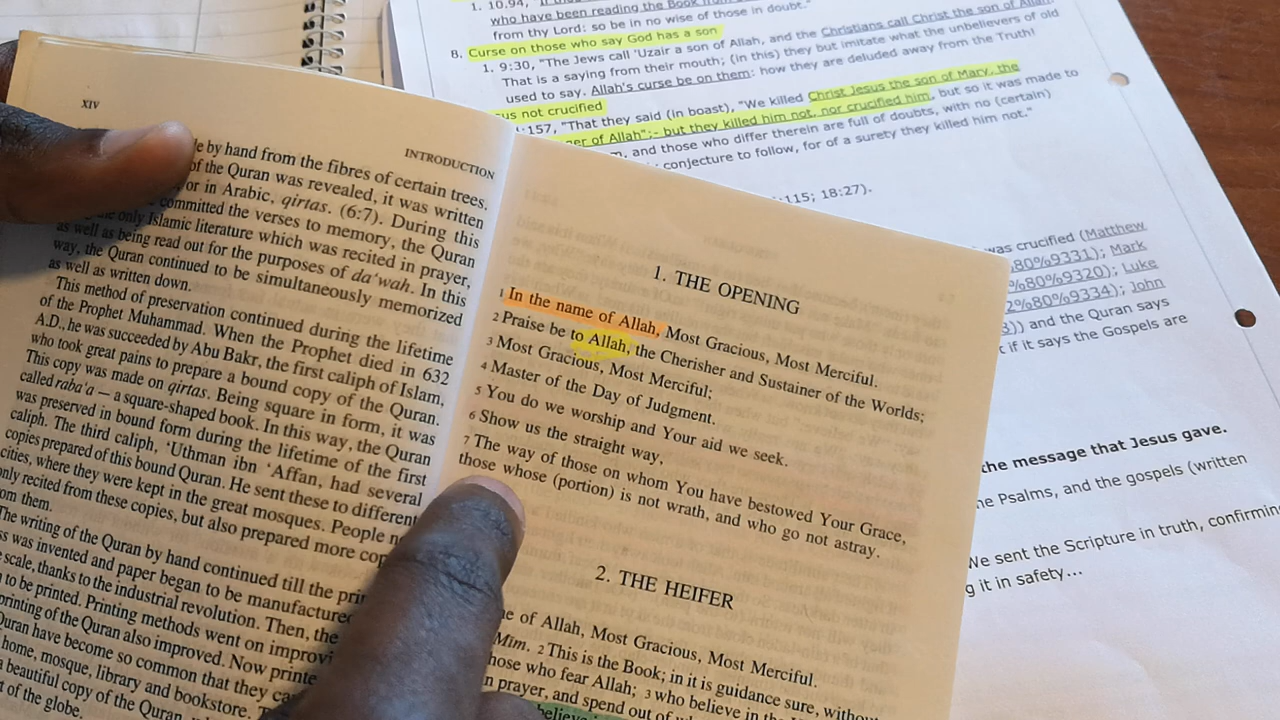 XIV
INTRODUCTION
by hand from the fibres of certain trees.
of the Quran was revealed, it was written
or in Arabic, qirtas. (6:7). During this
committed the verses to memory, the Quran
only Islamic literature which was recited in prayer,
as well as being read out for the purposes of da'wah. In this
way, the Quran continued to be simultaneously memorized
as well as written down.
This method of preservation continued during the lifetime
of the Prophet Muhammad. When the Prophet died in 632
A.D., he was succeeded by Abu Bakr, the first caliph of Islam,
who took great pains to prepare a bound copy of the Quran.
This copy was made on qirtas. Being square in form, it was
called raba'a — a square-shaped book. In this way, the Quran
was preserved in bound form during the lifetime of the first
caliph. The third caliph, 'Uthman ibn 'Affan, had several
copies prepared of this bound Quran. He sent these to different
cities, where they were kept in the great mosques. People
only recited from these copies, but also prepared more
them.
The writing of the Quran by hand continued till the
was invented and paper began to be manufactured
scale, thanks to the industrial revolution. Then, the
to be printed. Printing methods went on
printing of the Quran also improved. Now
Quran have become so common that they
home, mosque, library and bookstore.
a beautiful copy of the Quran,
of the globe.
1. THE OPENING
1 In the name of Allah, Most Gracious, Most Merciful.
2 Praise be to Allah, the Cherisher and Sustainer of the Worlds;
3 Most Gracious, Most Merciful;
4 Master of the Day of Judgment.
5 You do we worship and Your aid we seek.
6 Show us the straight way,
7 The way of those on whom You have bestowed Your Grace,
those whose (portion) is not wrath, and who go not astray.
2. THE HEIFER
of Allah, Most Gracious, Most Merciful.
Mim. 2 This is the Book; in it is guidance sure, without
those who fear Allah; 3 who believe in the
prayer, and spend out of
believe
1. 10.94,
who have been reading the Book from
from thy Lord: so be in no wise of those in doubt."
8. Curse on those who say God has a son
1. 9:30, "The Jews call 'Uzair a son of Allah, and the Christians call Christ the son of Allah.
That is a saying from their mouth; (in this) they but imitate what the unbelievers of old
used to say. Allah's curse be on them: how they are deluded away from the Truth!
not crucified
:157, "That they said (in boast), "We killed Christ Jesus the son of Mary, the
of Allah";- but they killed him not, nor crucified him, but so it was made to
and those who differ therein are full of doubts, with no (certain)
conjecture to follow, for of a surety they killed him not."
:115; 18:27).
was crucified (Matthew
80%9331); Mark
%80%9320); Luke
2%80%9334); John
)) and the Quran says
if it says the Gospels are
the message that Jesus gave.
the Psalms, and the gospels (written
We sent the Scripture in truth, confirming
it in safety...